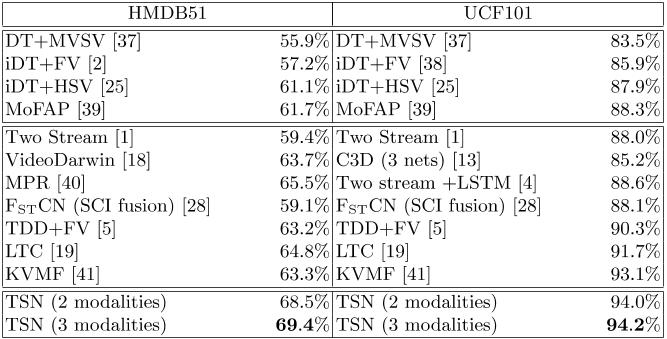 HMDB51 UCF101
DT+MVSV [37] 55.9% DT+MVSV [37] 83.5%
iDT+FV [2] 57.2% iDT+FV [38] 85.9%
iDT+HSV [25] 61.1% iDT+HSV [25] 87.9%
MoFAP [39] 61.7% MoFAP [39] 88.3%
Two Stream [1] 59.4% Two Stream [1] 88.0%
VideoDarwin [18] 63.7% C3D (3 nets) [13] 85.2%
MPR [40] 65.5% Two stream +LSTM [4] 88.6%
FSTCN (SCI fusion) [28] 59.1% FSTCN (SCI fusion) [28] 88.1%
TDD+FV [5] 63.2% TDD+FV [5] 90.3%
LTC [19] 64.8% LTC [19] 91.7%
KVMF [41] 63.3% KVMF [41] 93.1%
TSN (2 modalities) 68.5% TSN (2 modalities) 94.0%
TSN (3 modalities) 69.4% TSN (3 modalities) 94.2%